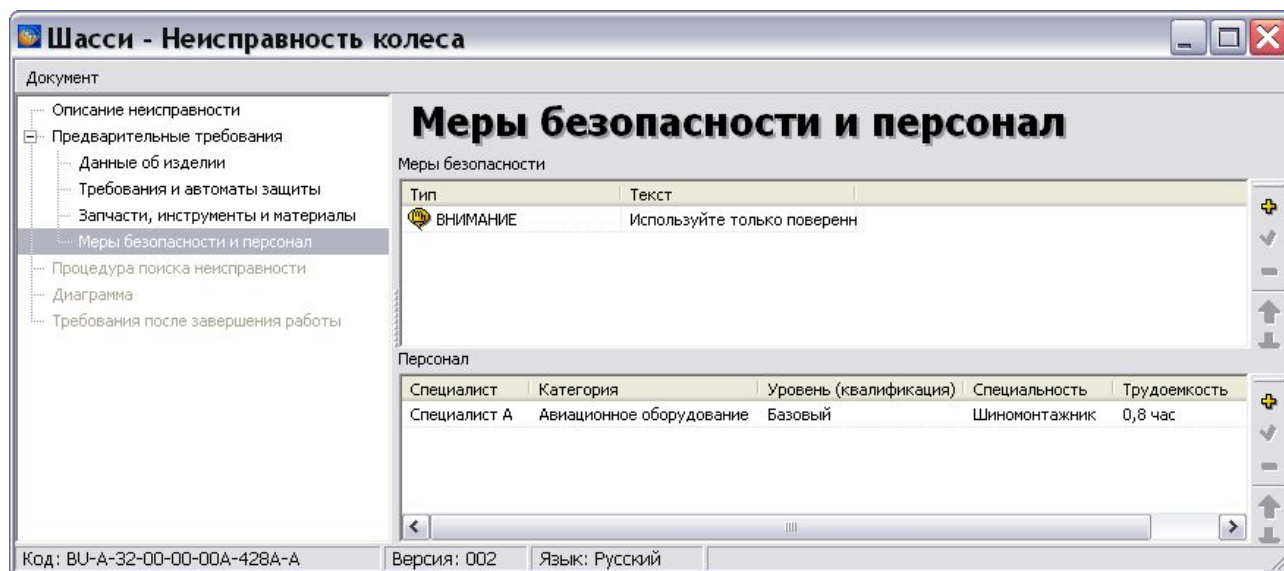 Шасси - Неисправность колеса
Документ
Описание неисправности
Предварительные требования
Данные об изделии
Требования и автоматы защиты
Запчасти, инструменты и материалы
Меры безопасности и персонал
Процедура поиска неисправности
Диаграмма
Требования после завершения работы
Меры безопасности и персонал
Меры безопасности
Тип Текст
ВНИМАНИЕ Используйте только поверенн
Персонал
Специалист Категория Уровень (квалификация) Специальность Трудоемкость
Специалист А Авиационное оборудование Базовый Шиномонтажник 0,8 час
Код: BU-A-32-00-00-00A-428A-A Версия: 002 Язык: Русский